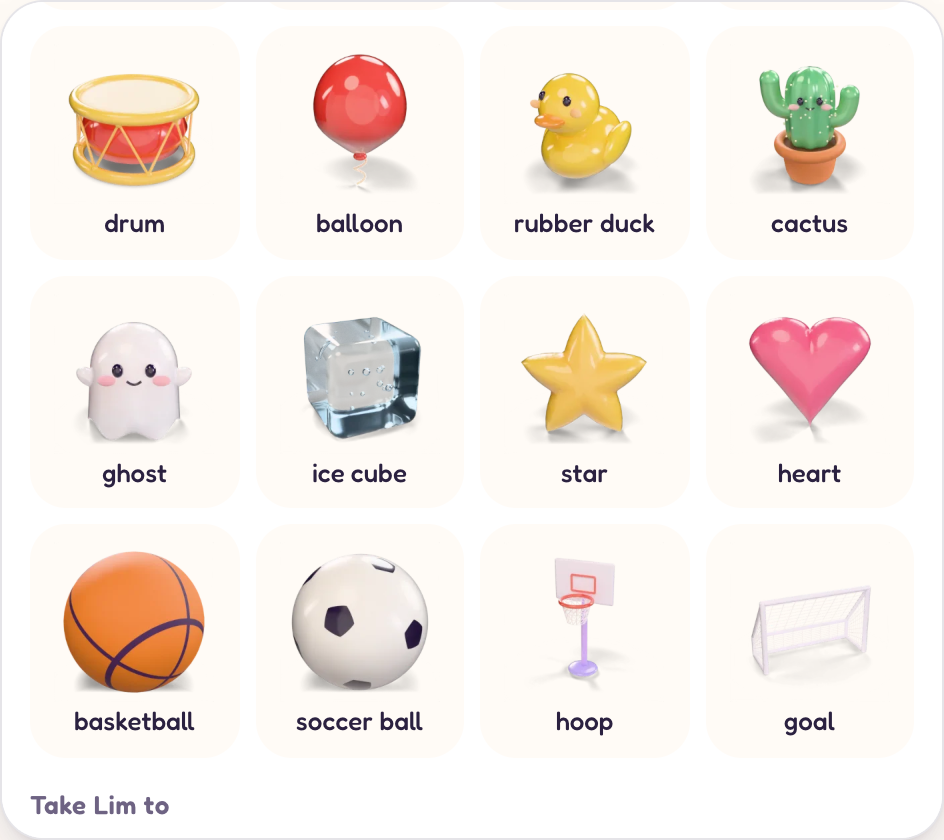 drum
balloon
rubber duck
cactus
ghost
ice cube
star
heart
basketball
soccer ball
hoop
goal
Take Lim to